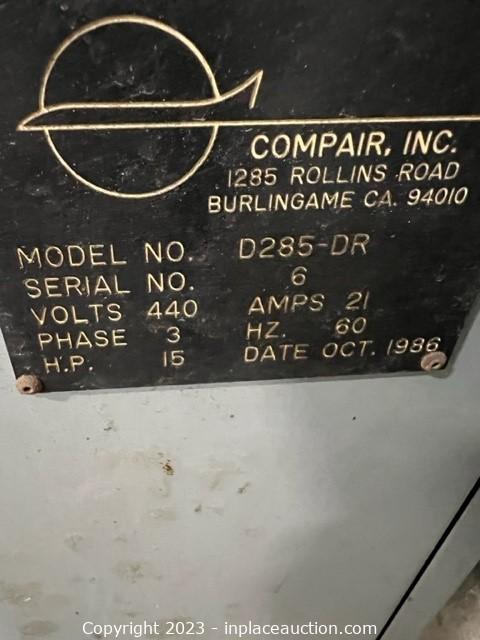 COMPAIR, INC.
1285 ROLLINS ROAD
BURLINGAME CA. 94010
MODEL NO. D285-DR
SERIAL NO. 6
VOLTS 440 AMPS 21
PHASE 3 HZ. 60
H.P. 15 DATE OCT. 1986
Copyright 2023 - inplaceauction.com